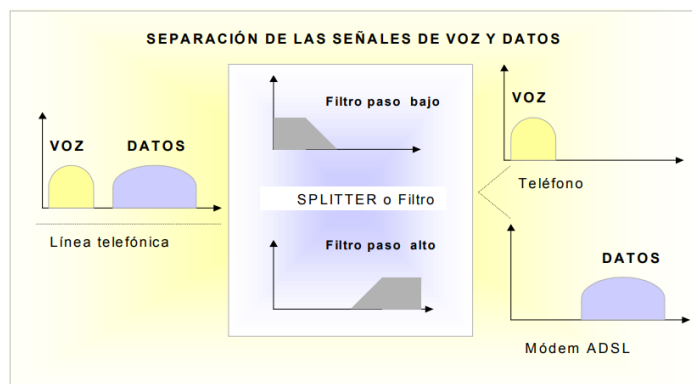 SEPARACIÓN DE LAS SEÑALES DE VOZ Y DATOS
VOZ DATOS
Línea telefónica
Filtro paso bajo
SPLITTER o Filtro
Filtro paso alto
VOZ
Teléfono
DATOS
Módem ADSL